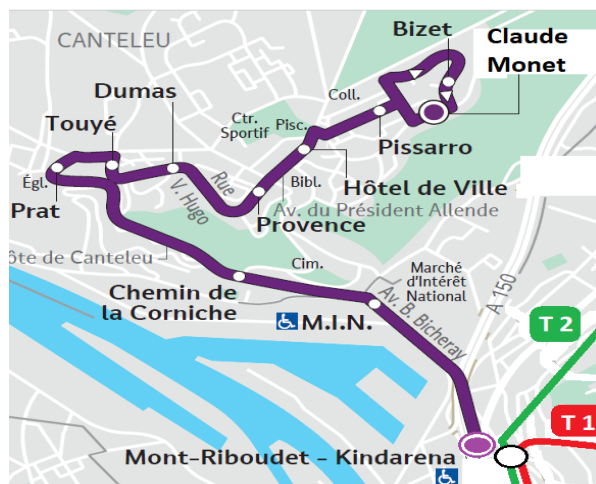 CANTELEU
Bizet
Claude
Monet
Dumas
Coll.
Touyé
Ctr.
Sportif
Pisc.
Pissarro
Égl.
Prat
V. Hugo
Rue
Bibl.
Hôtel de Ville
Av. du Président Allende
Provence
ôte de Canteleu
Cim.
Marché
d'Intérêt
National
Chemin de
la Corniche
M.I.N.
Av. B. Bicheray
A 150
T 2
T 1
Mont-Riboudet - Kindarena